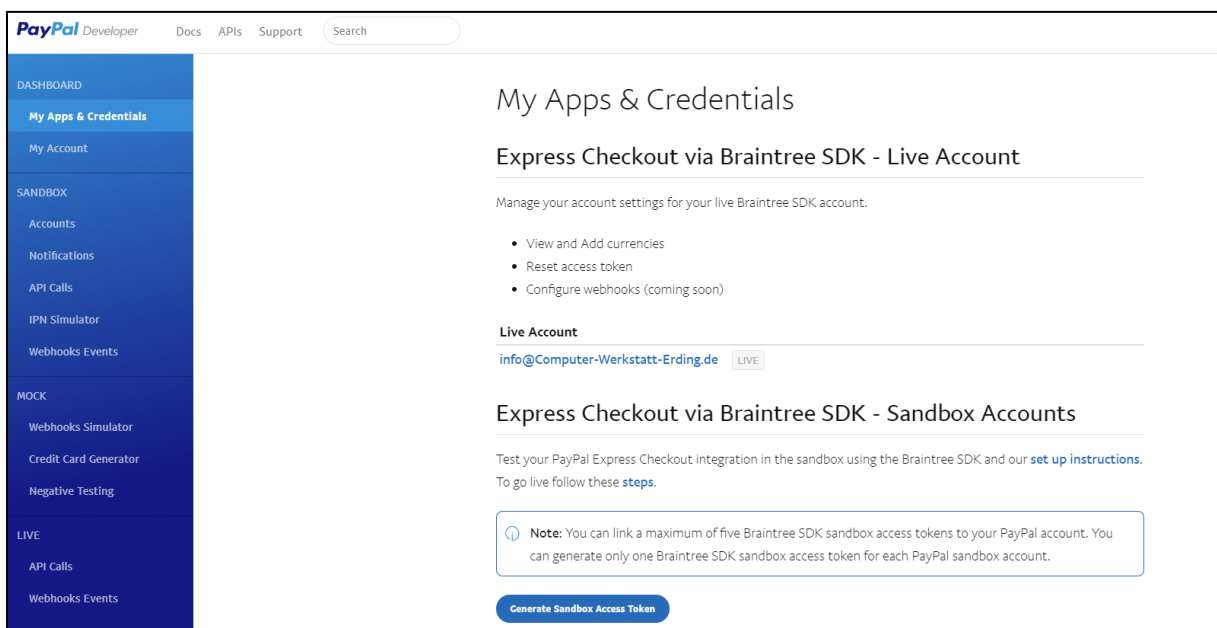 PayPal Developer
Docs APIs Support Search
DASHBOARD
My Apps & Credentials
My Account
SANDBOX
Accounts
Notifications
API Calls
IPN Simulator
Webhooks Events
MOCK
Webhooks Simulator
Credit Card Generator
Negative Testing
LIVE
API Calls
Webhooks Events
My Apps & Credentials
Express Checkout via Braintree SDK - Live Account
Manage your account settings for your live Braintree SDK account.
• View and Add currencies
• Reset access token
• Configure webhooks (coming soon)
Live Account
info@Computer-Werkstatt-Erding.de LIVE
Express Checkout via Braintree SDK - Sandbox Accounts
Test your PayPal Express Checkout integration in the sandbox using the Braintree SDK and our set up instructions.
To go live follow these steps.
Note: You can link a maximum of five Braintree SDK sandbox access tokens to your PayPal account. You
can generate only one Braintree SDK sandbox access token for each PayPal sandbox account.
Generate Sandbox Access Token